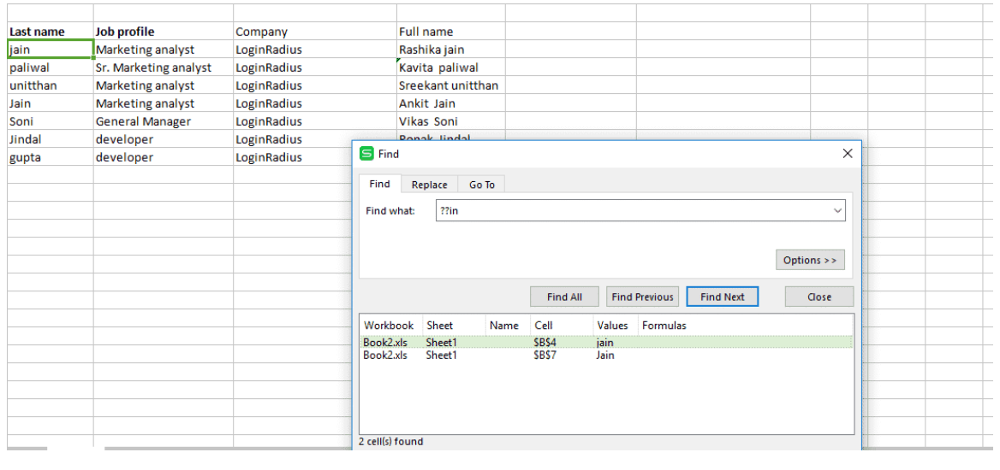 Last name Job profile Company Full name
jain Marketing analyst LoginRadius Rashika jain
paliwal Sr. Marketing analyst LoginRadius Kavita paliwal
unitthan Marketing analyst LoginRadius Sreekant unitthan
Jain Marketing analyst LoginRadius Ankit Jain
Soni General Manager LoginRadius Vikas Soni
Jindal developer LoginRadius Ronak Jindal
gupta developer LoginRadius
S Find
Find Replace Go To
Find what: ??in
Options >>
Find All Find Previous Find Next Close
Workbook Sheet Name Cell Values Formulas
Book2.xls Sheet1 $B$4 jain
Book2.xls Sheet1 $B$7 Jain
2 cell(s) found